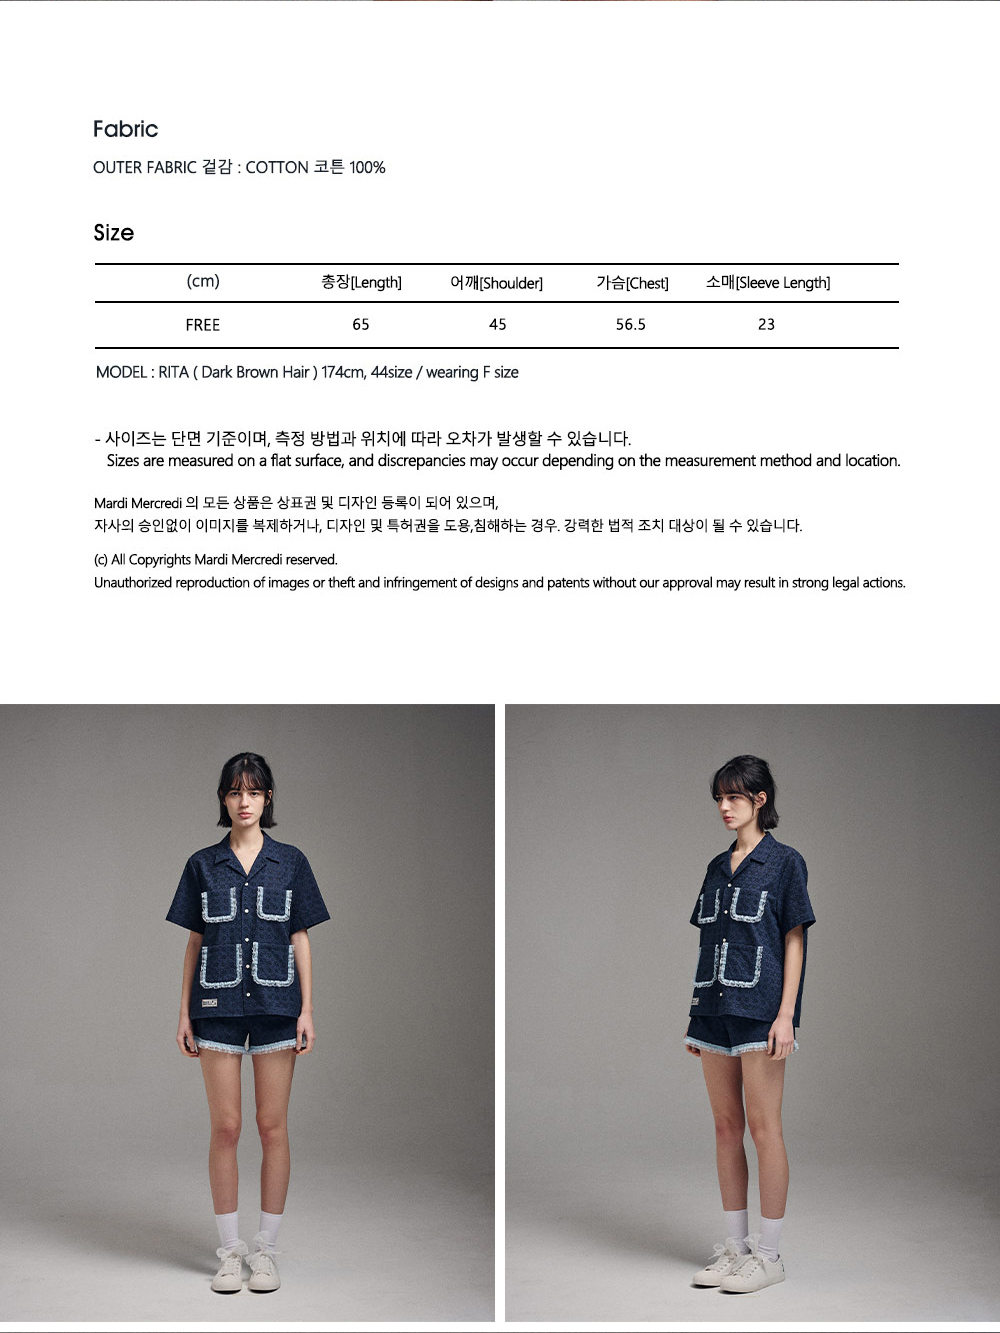 Fabric
OUTER FABRIC 겉감 : COTTON 코튼 100%
Size
(cm) 총장[Length] 어깨[Shoulder] 가슴[Chest] 소매[Sleeve Length]
FREE 65 45 56.5 23
MODEL : RITA ( Dark Brown Hair ) 174cm, 44size / wearing F size
- 사이즈는 단면 기준이며, 측정 방법과 위치에 따라 오차가 발생할 수 있습니다.
Sizes are measured on a flat surface, and discrepancies may occur depending on the measurement method and location.
Mardi Mercredi 의 모든 상품은 상표권 및 디자인 등록이 되어 있으며,
자사의 승인없이 이미지를 복제하거나, 디자인 및 특허권을 도용,침해하는 경우. 강력한 법적 조치 대상이 될 수 있습니다.
(c) All Copyrights Mardi Mercredi reserved.
Unauthorized reproduction of images or theft and infringement of designs and patents without our approval may result in strong legal actions.